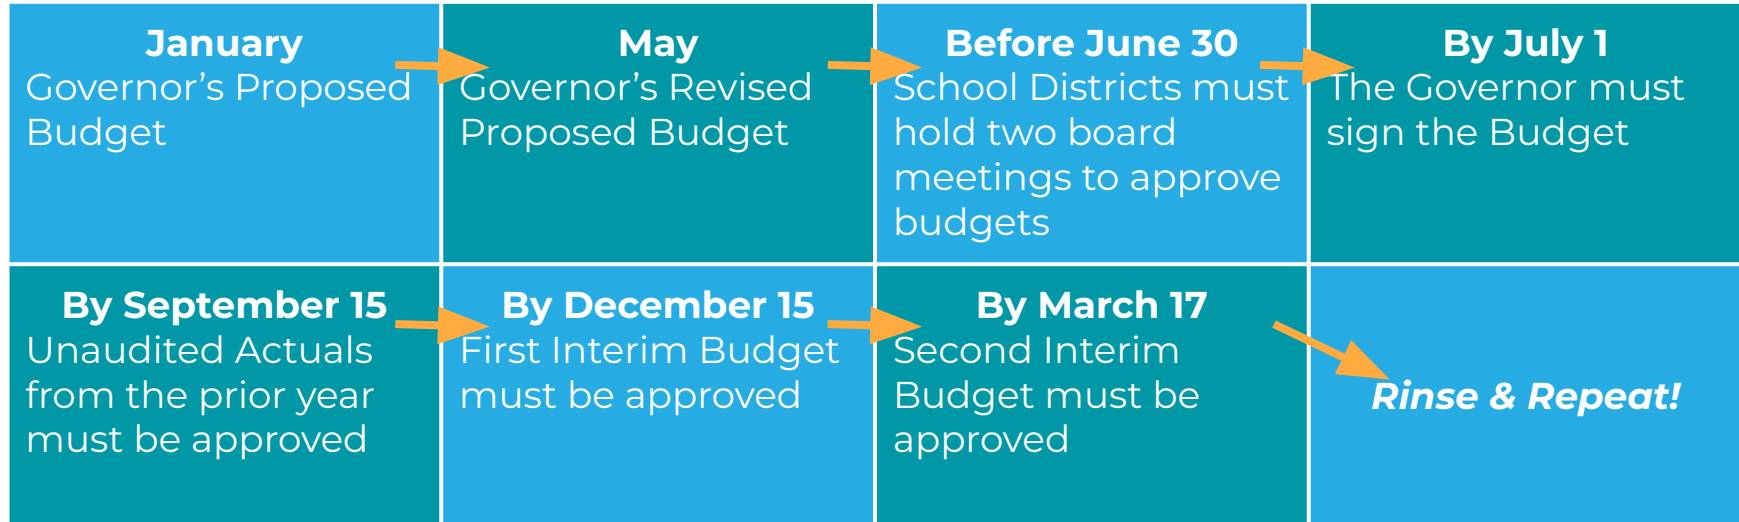 January
Governor’s Proposed
Budget
May
Governor’s Revised
Proposed Budget
Before June 30
School Districts must
hold two board
meetings to approve
budgets
By July 1
The Governor must
sign the Budget
By September 15
Unaudited Actuals
from the prior year
must be approved
By December 15
First Interim Budget
must be approved
By March 17
Second Interim
Budget must be
approved
Rinse & Repeat!